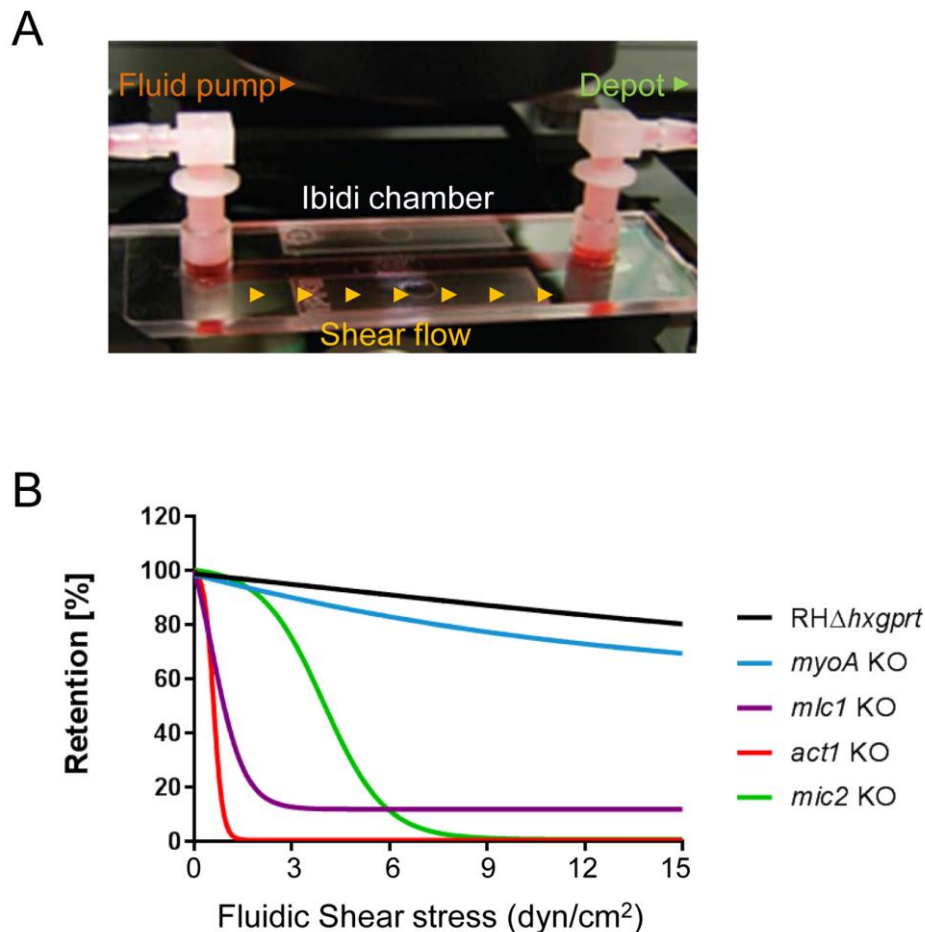 A
Fluid pump
Depot
Ibidi chamber
Shear flow
B
120
100
80
60
40
20
0
Retention [%]
0 3 6 9 12 15
Fluidic Shear stress (dyn/cm²)
RHΔhxgprt
myoA KO
mlc1 KO
act1 KO
mic2 KO